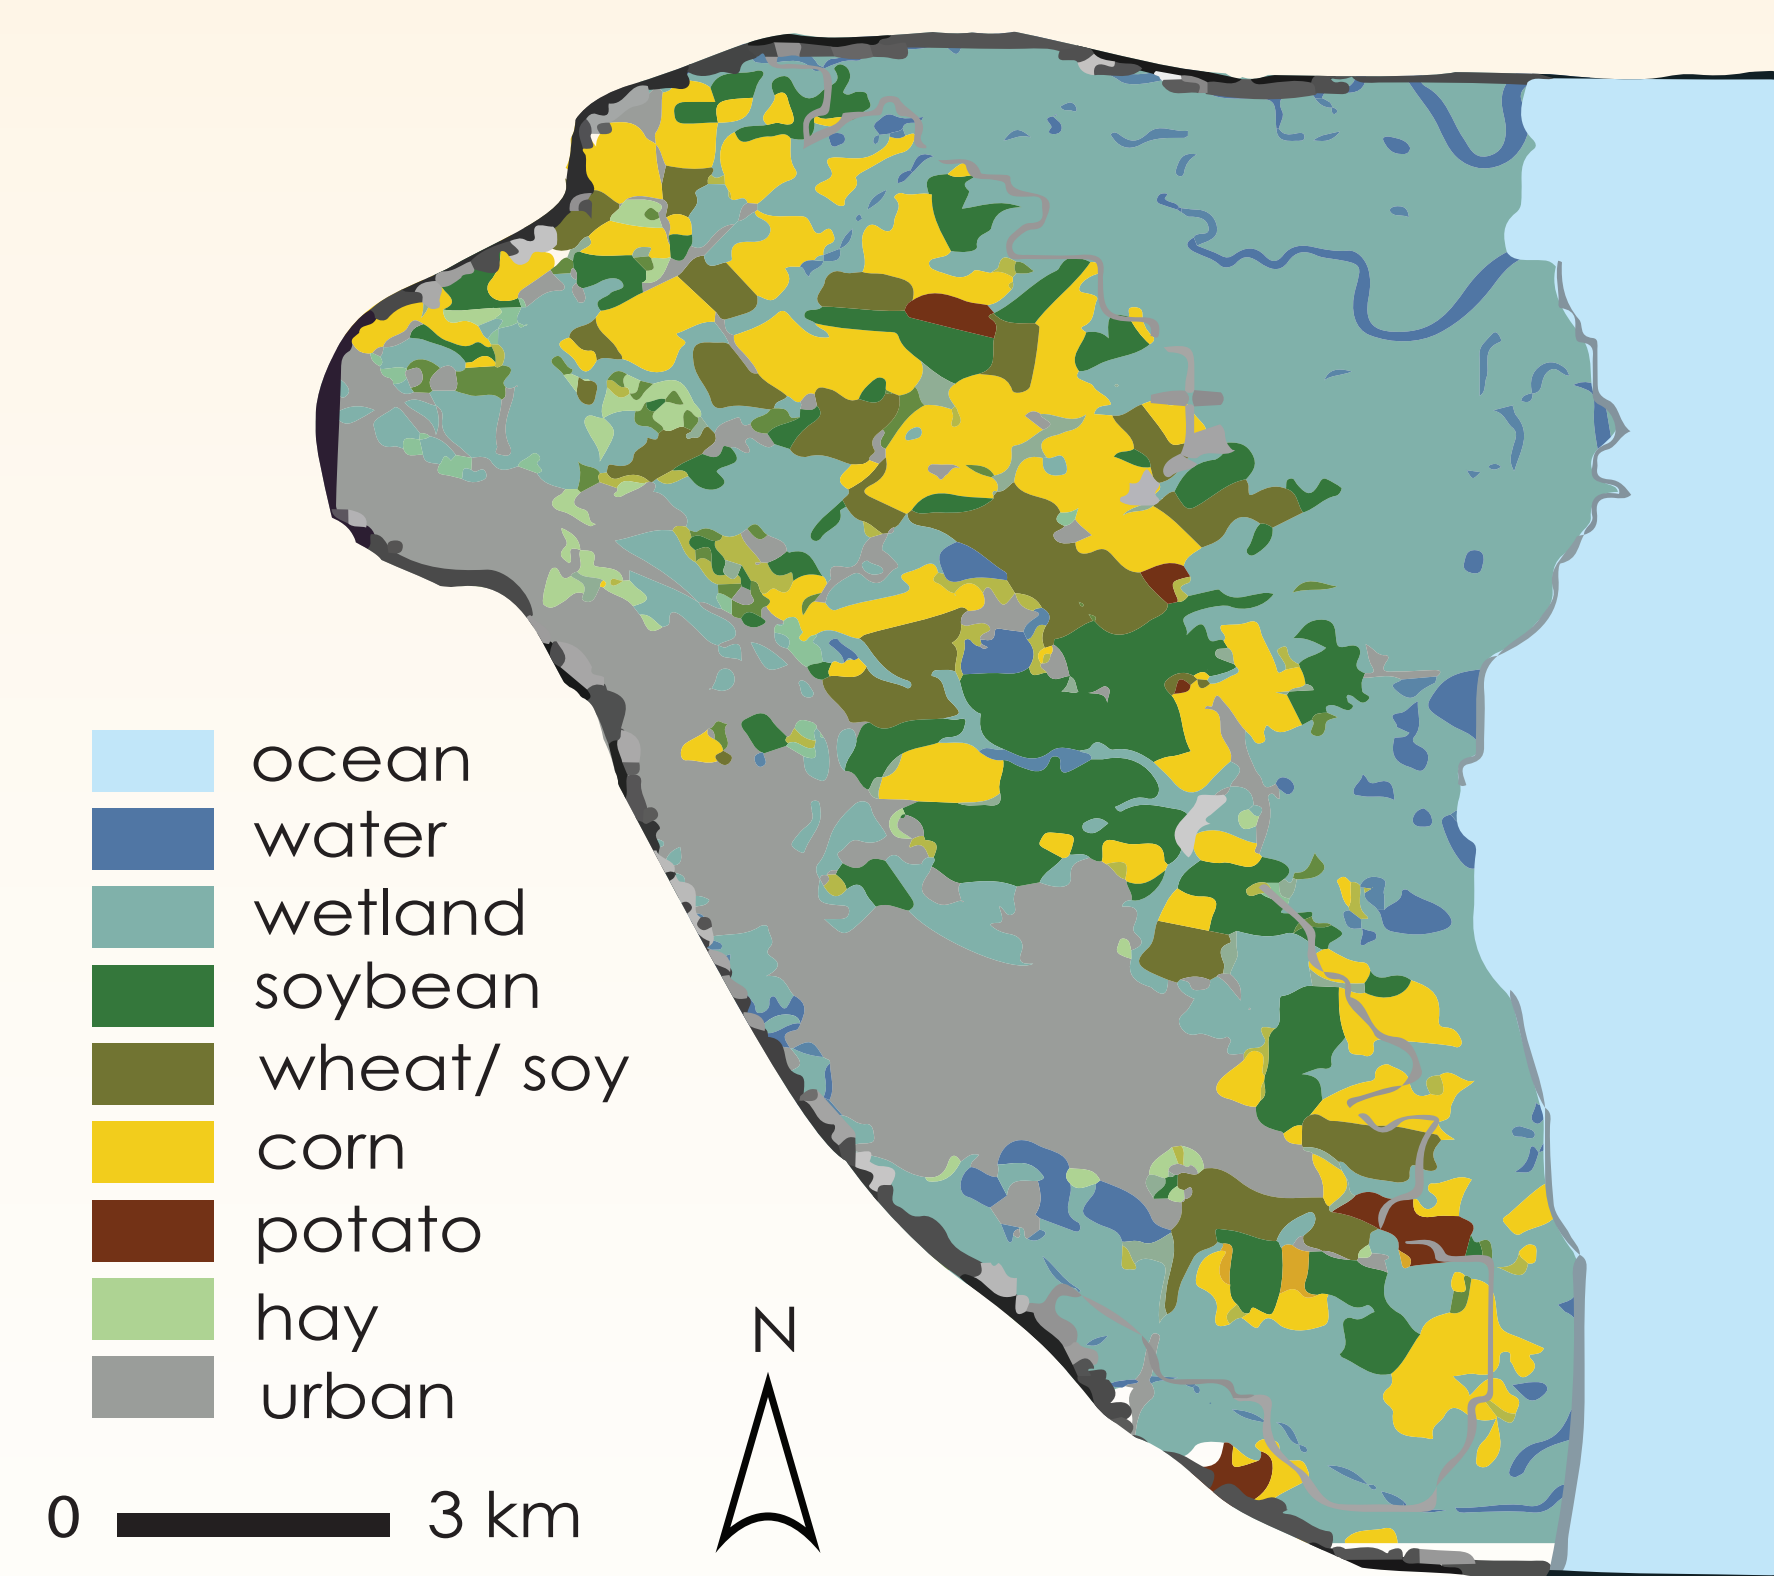 ocean
water
wetland
soybean
wheat/ soy
corn
potato
hay
urban
N
0 3 km